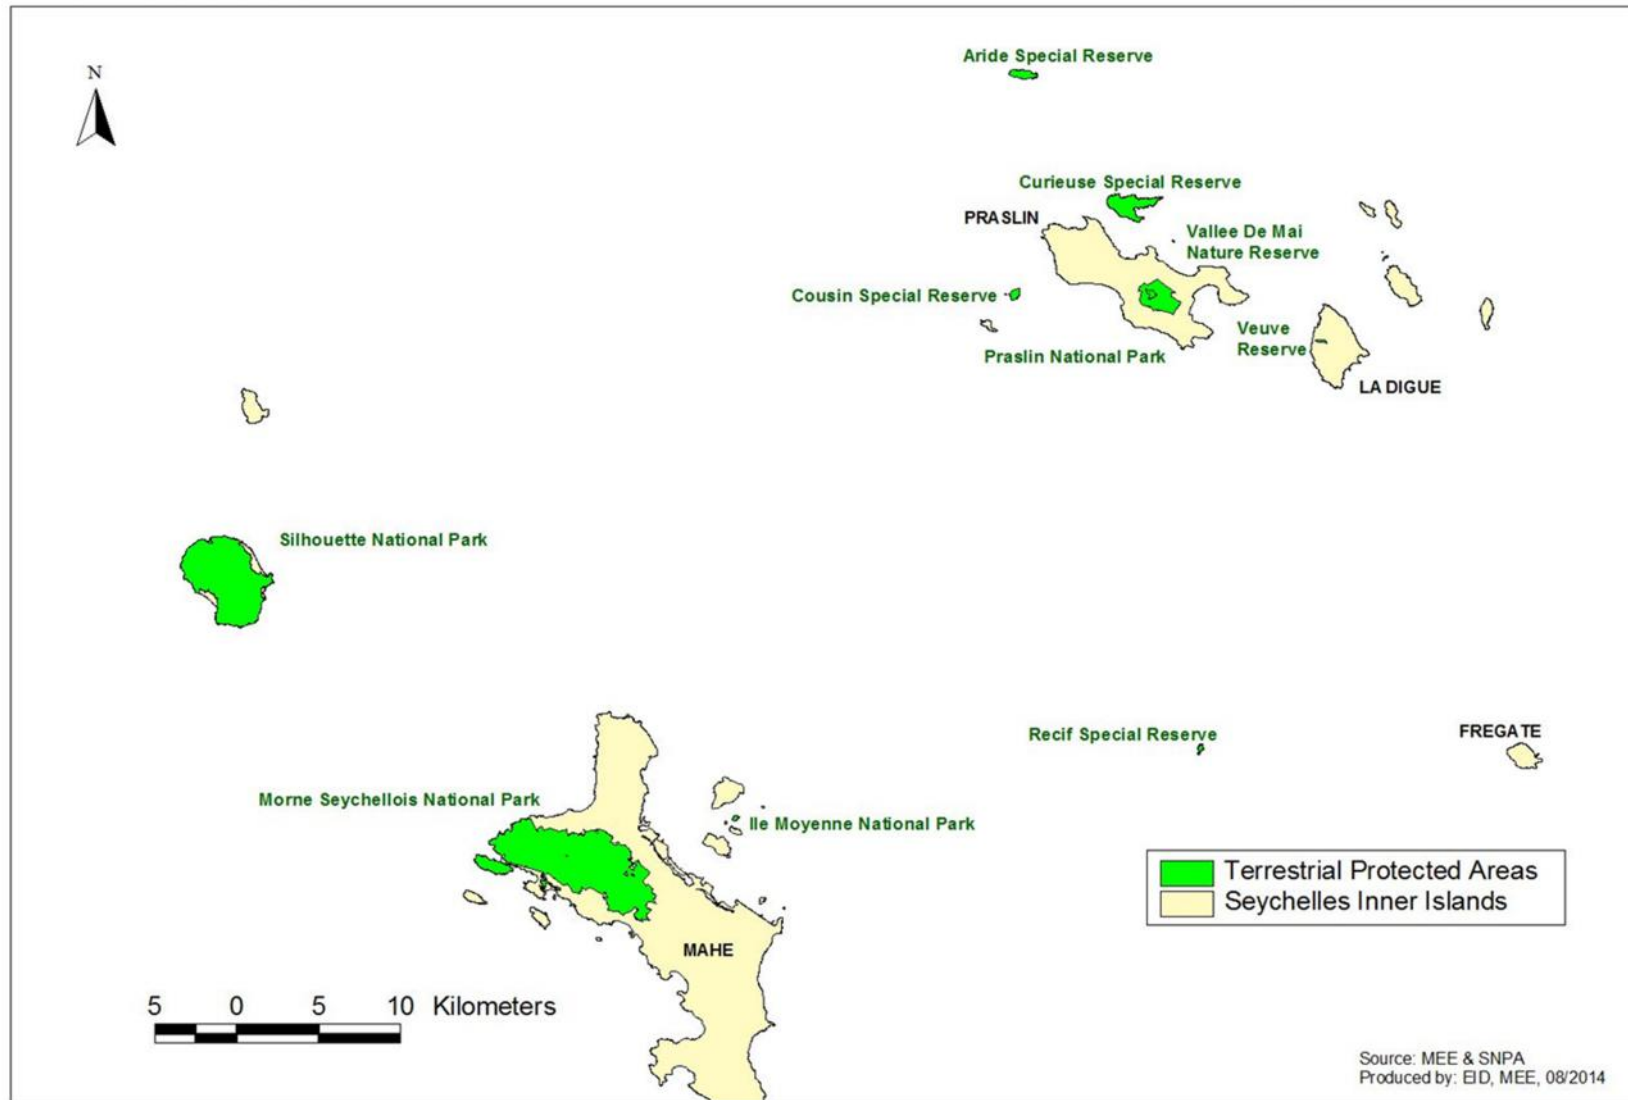 N
Aride Special Reserve
Curieuse Special Reserve
PRASLIN
Vallee De Mai
Nature Reserve
Cousin Special Reserve
Veuve
Reserve
Praslin National Park
LA DIGUE
Silhouette National Park
Recif Special Reserve
FREGATE
Morne Seychellois National Park
Ile Moyenne National Park
Terrestrial Protected Areas
Seychelles Inner Islands
MAHE
5 0 5 10 Kilometers
Source: MEE & SNPA
Produced by: EID, MEE, 08/2014